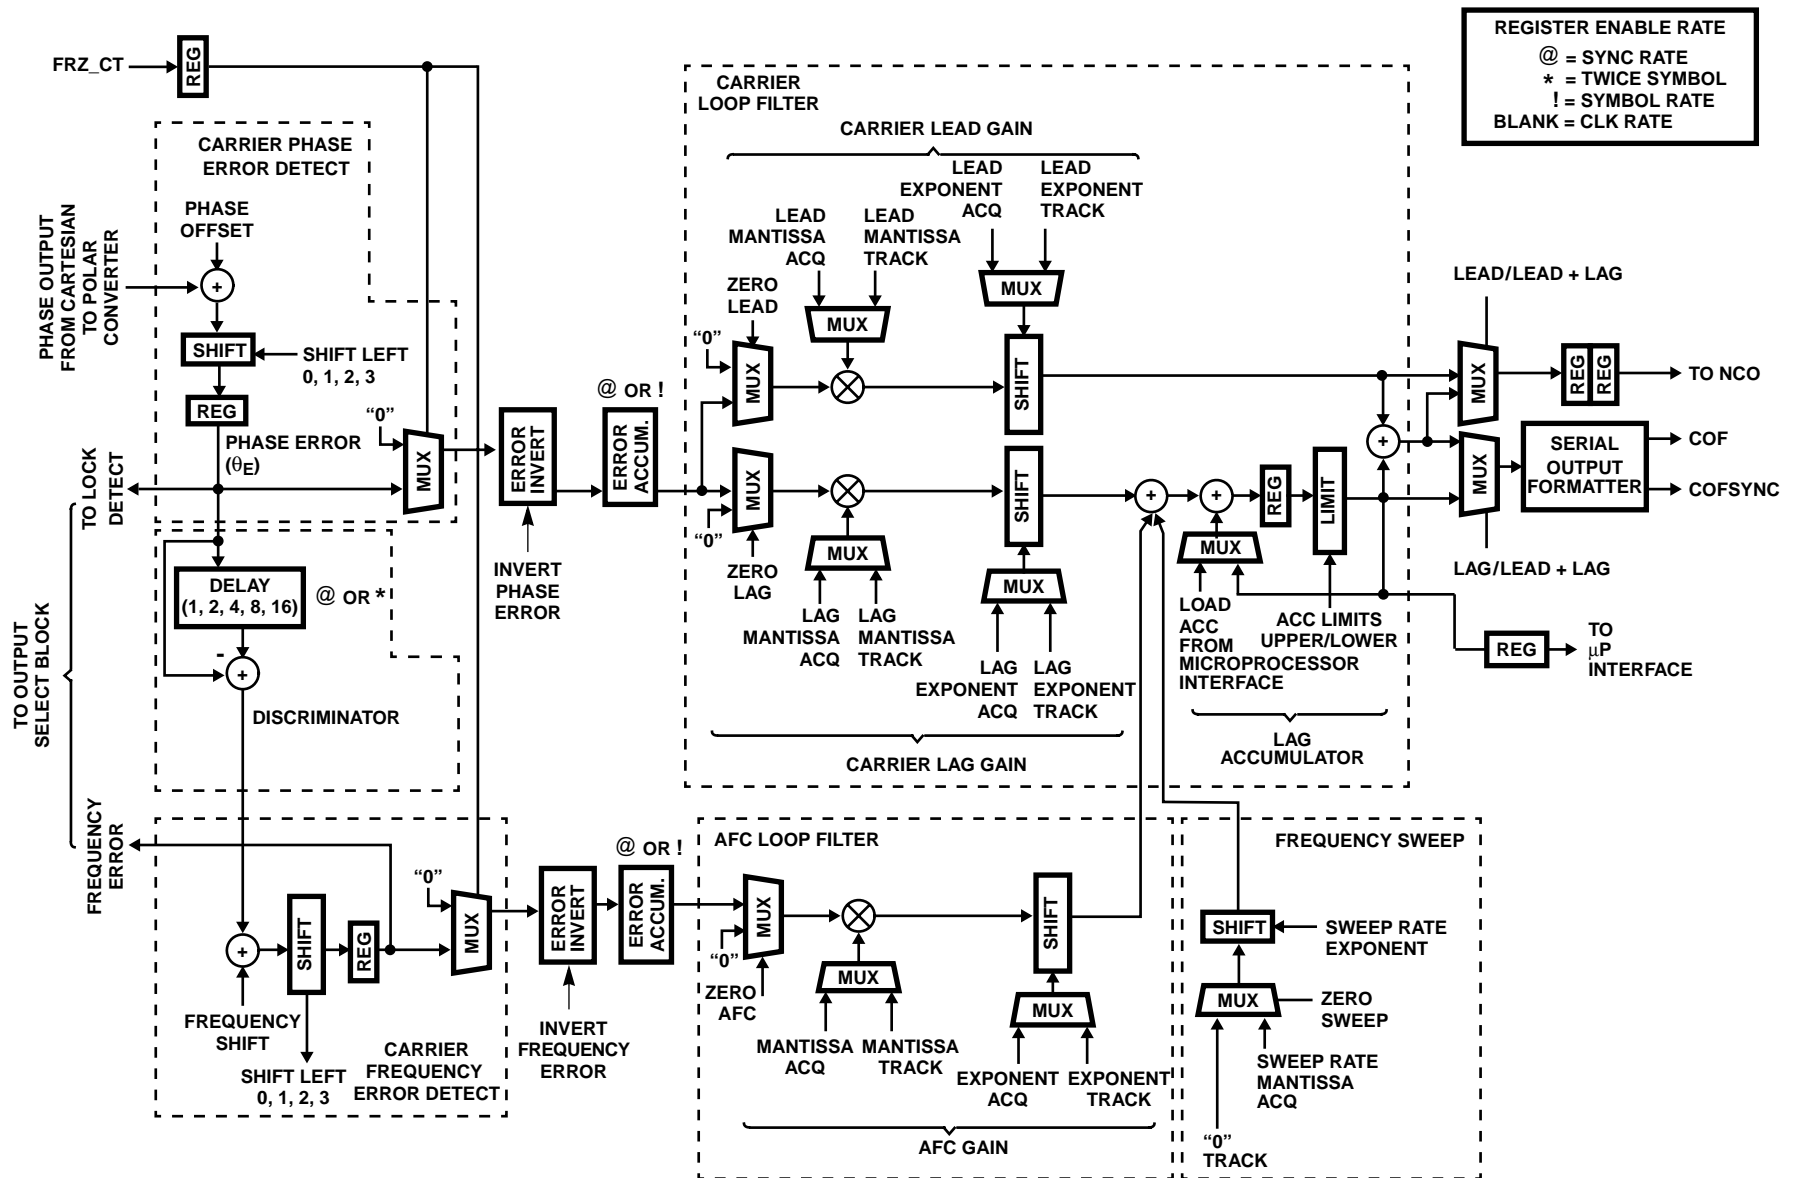 FRZ_CT
REG
REGISTER ENABLE RATE
@ = SYNC RATE
* = TWICE SYMBOL
! = SYMBOL RATE
BLANK = CLK RATE
CARRIER PHASE
ERROR DETECT
PHASE OUTPUT
FROM CARTESIAN
TO POLAR
CONVERTER
PHASE
OFFSET
+
SHIFT
SHIFT LEFT
0, 1, 2, 3
REG
PHASE ERROR
(θE)
“0”
MUX
TO LOCK
DETECT
TO OUTPUT
SELECT BLOCK
FREQUENCY
ERROR
DELAY
(1, 2, 4, 8, 16)
@ OR *
-
+
DISCRIMINATOR
+
FREQUENCY
SHIFT
SHIFT
SHIFT LEFT
0, 1, 2, 3
REG
“0”
MUX
CARRIER
FREQUENCY
ERROR DETECT
ERROR
INVERT
INVERT
PHASE
ERROR
@ OR !
ERROR
ACCUM.
ERROR
INVERT
INVERT
FREQUENCY
ERROR
@ OR !
ERROR
ACCUM.
CARRIER
LOOP FILTER
CARRIER LEAD GAIN
LEAD
EXPONENT
ACQ
LEAD
EXPONENT
TRACK
LEAD
MANTISSA
ACQ
LEAD
MANTISSA
TRACK
ZERO
LEAD
“0”
MUX
MUX
MUX
SHIFT
MUX
“0”
ZERO
LAG
MUX
LAG
MANTISSA
ACQ
LAG
MANTISSA
TRACK
SHIFT
MUX
LAG
EXPONENT
ACQ
LAG
EXPONENT
TRACK
CARRIER LAG GAIN
+
+
REG
LIMIT
MUX
LOAD
ACC
FROM
MICROPROCESSOR
INTERFACE
ACC LIMITS
UPPER/LOWER
LAG
ACCUMULATOR
+
LEAD/LEAD + LAG
MUX
REG
REG
TO NCO
MUX
SERIAL
OUTPUT
FORMATTER
COF
COFSYNC
LAG/LEAD + LAG
REG
TO
μP
INTERFACE
AFC LOOP FILTER
MUX
“0”
ZERO
AFC
MUX
MANTISSA
ACQ
MANTISSA
TRACK
SHIFT
MUX
EXPONENT
ACQ
EXPONENT
TRACK
AFC GAIN
FREQUENCY SWEEP
SHIFT
SWEEP RATE
EXPONENT
MUX
ZERO
SWEEP
SWEEP RATE
MANTISSA
ACQ
“0”
TRACK